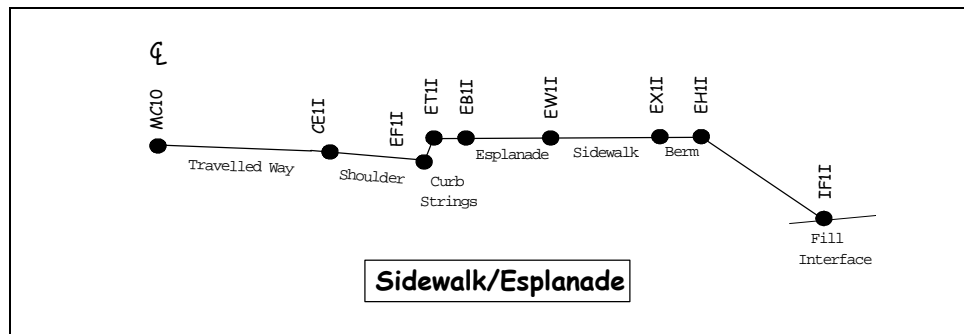 ℄
MC10
CE1I
EF1I
ET1I
EB1I
EW1I
EX1I
EH1I
IF1I
Travelled Way
Shoulder
Curb
Strings
Esplanade
Sidewalk
Berm
Fill
Interface
Sidewalk/Esplanade